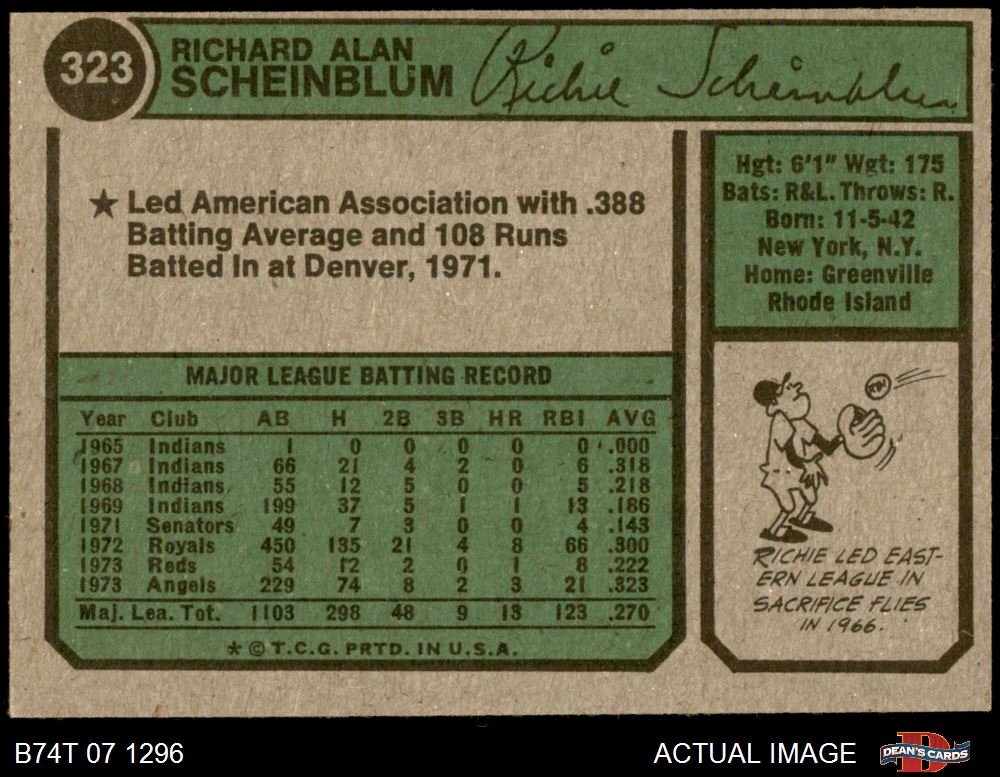 323
RICHARD ALAN
SCHEINBLUM
Richie Scheinblum
★ Led American Association with .388
Batting Average and 108 Runs
Batted In at Denver, 1971.
Hgt: 6'1" Wgt: 175
Bats: R&L. Throws: R.
Born: 11-5-42
New York, N.Y.
Home: Greenville
Rhode Island
MAJOR LEAGUE BATTING RECORD
Year Club AB H 2B 3B HR RBI AVG
1965 Indians 1 0 0 0 0 0 .000
1967 Indians 66 21 4 2 0 6 .318
1968 Indians 55 12 5 0 0 5 .218
1969 Indians 199 37 5 1 1 13 .186
1971 Senators 49 7 3 0 0 4 .143
1972 Royals 450 135 21 4 8 66 .300
1973 Reds 54 12 2 0 1 8 .222
1973 Angels 229 74 8 2 3 21 .323
Maj. Lea. Tot. 1103 298 48 9 13 123 .270
* © T.C.G. PRTD. IN U.S.A.
RBI
RICHIE LED EAST-
ERN LEAGUE IN
SACRIFICE FLIES
IN 1966.
B74T 07 1296
ACTUAL IMAGE
DEAN'S CARDS